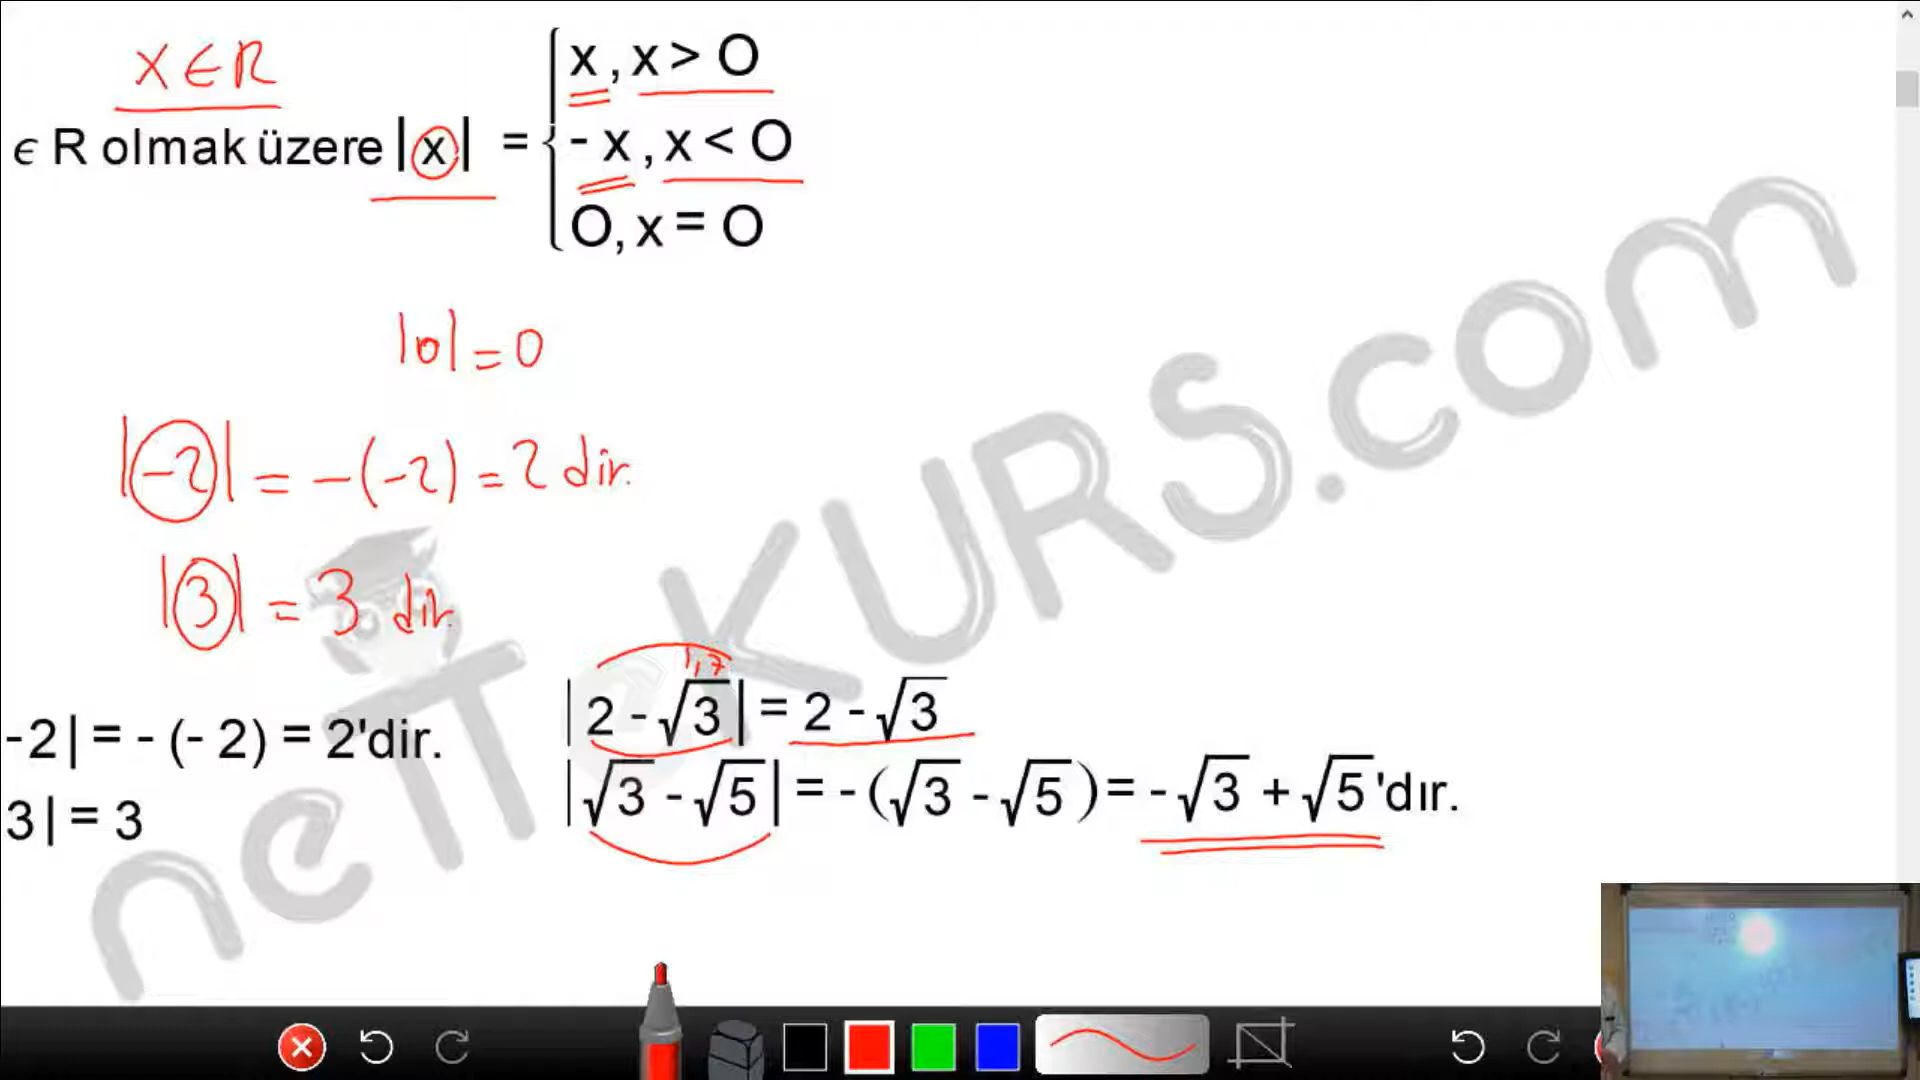 x ∈ R
∈ R olmak üzere |x| = { x, x > 0
- x, x < 0
0, x = 0
|0| = 0
|-2| = -(-2) = 2 dir.
|3| = 3 dir.
1,7
-2| = - (- 2) = 2'dir.
|2 - √3| = 2 - √3
3| = 3
|√3 - √5| = - (√3 - √5) = - √3 + √5'dır.
netteKURS.com